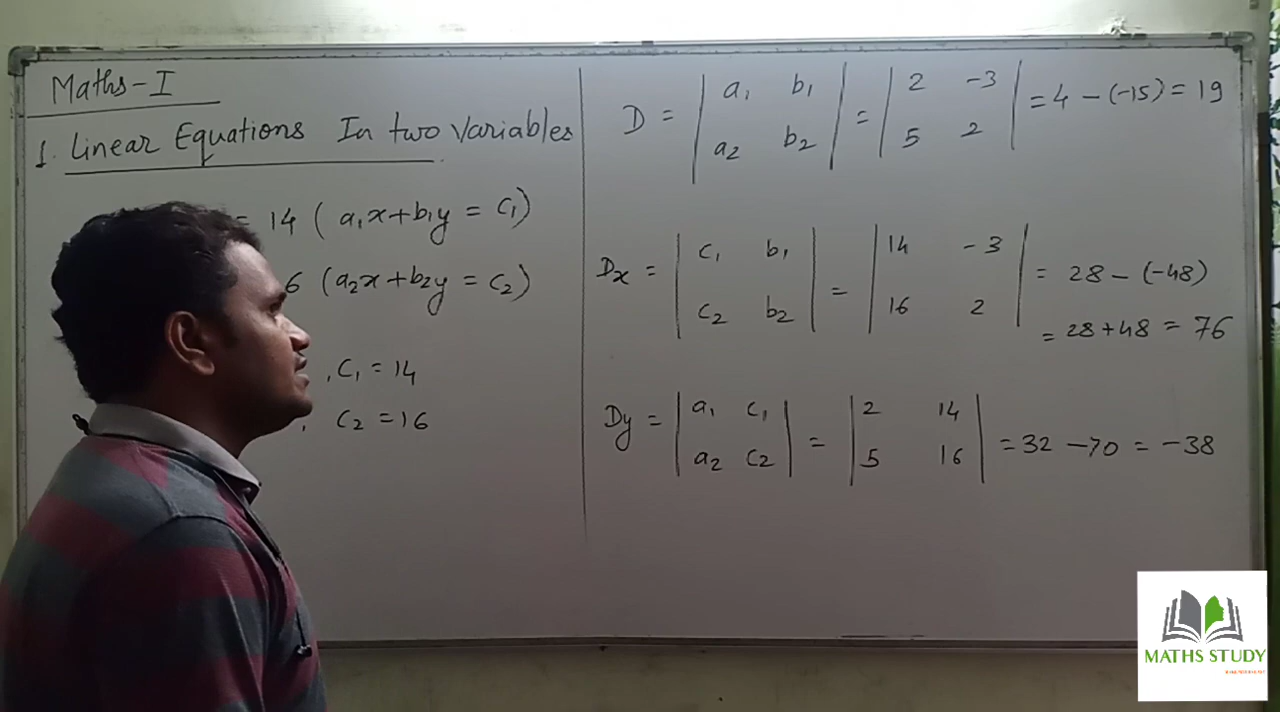 Maths-I
1. Linear Equations In two Variables
= 14 ( a₁x+b₁y = c₁)
6 (a₂x+b₂y = c₂)
, c₁ = 14
, c₂ = 16
D = | a₁ b₁ | = | 2 -3 | = 4 - (-15) = 19
| a₂ b₂ | | 5 2 |
Dx = | c₁ b₁ | = | 14 -3 | = 28 - (-48)
| c₂ b₂ | | 16 2 | = 28+48 = 76
Dy = | a₁ c₁ | = | 2 14 | = 32 -70 = -38
| a₂ c₂ | | 5 16 |
MATHS STUDY